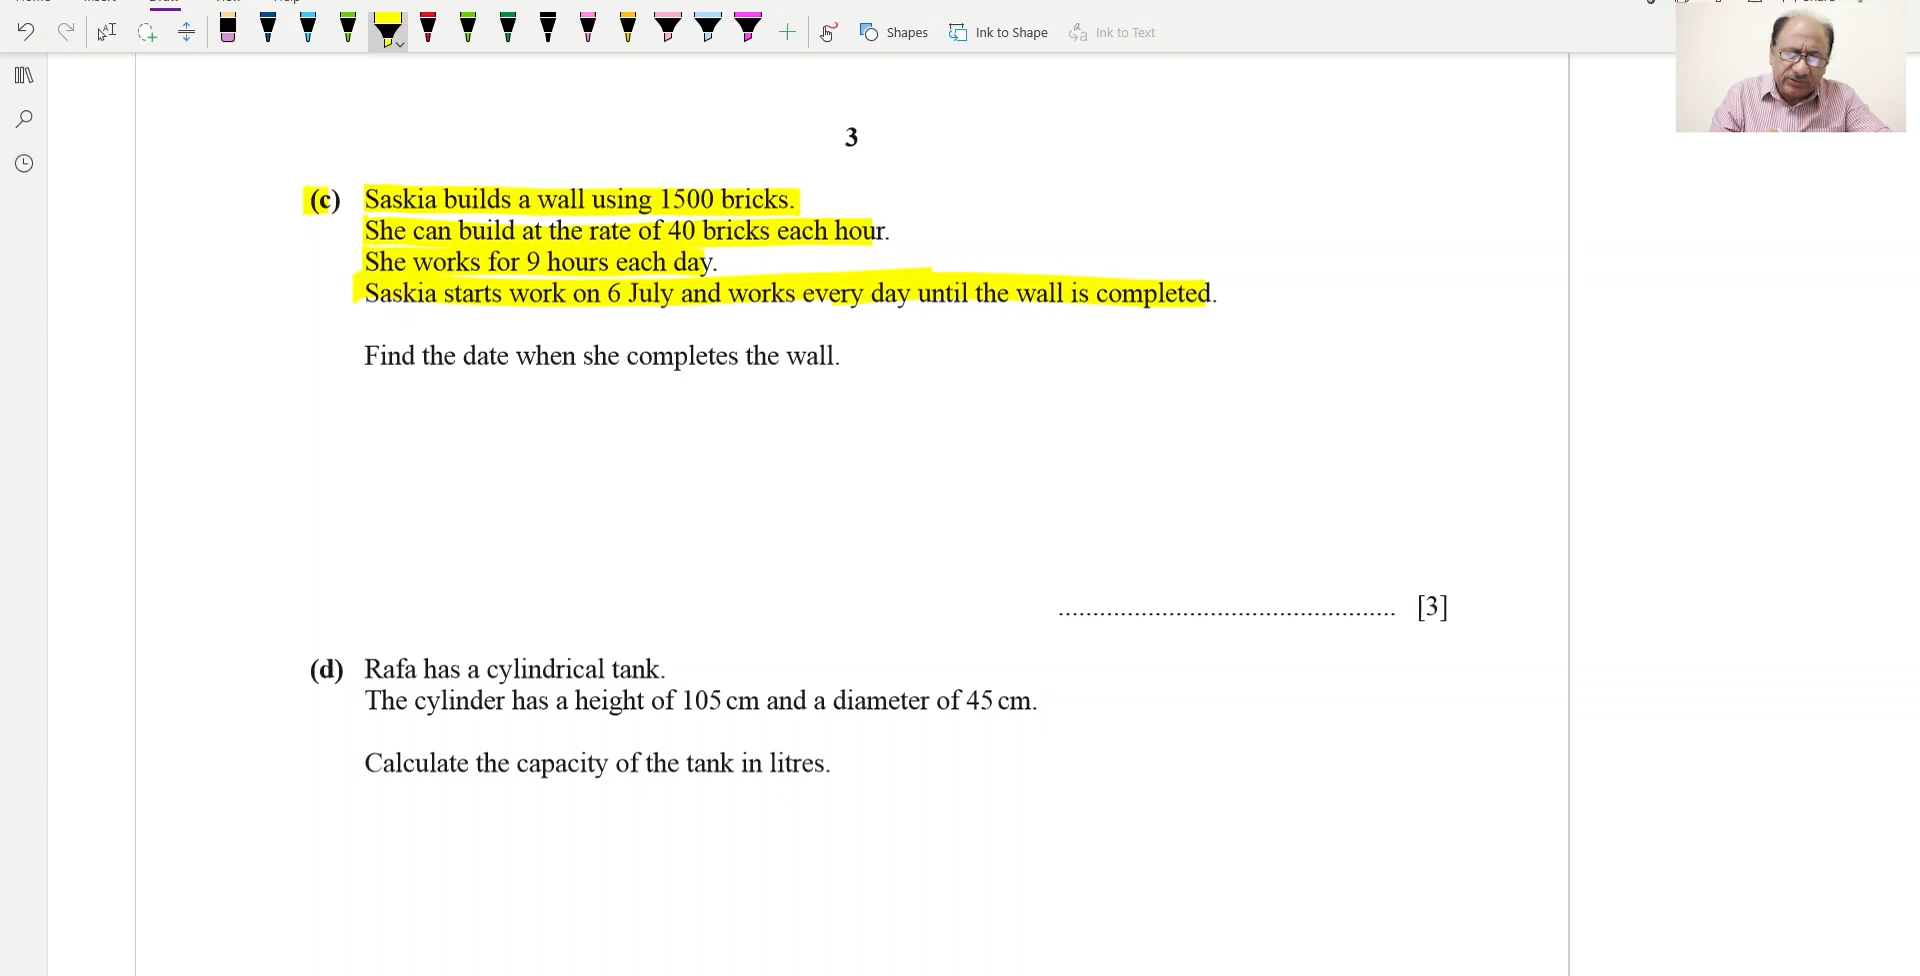 Shapes
Ink to Shape
Ink to Text
3
(c) Saskia builds a wall using 1500 bricks.
She can build at the rate of 40 bricks each hour.
She works for 9 hours each day.
Saskia starts work on 6 July and works every day until the wall is completed.
Find the date when she completes the wall.
................................................. [3]
(d) Rafa has a cylindrical tank.
The cylinder has a height of 105 cm and a diameter of 45 cm.
Calculate the capacity of the tank in litres.